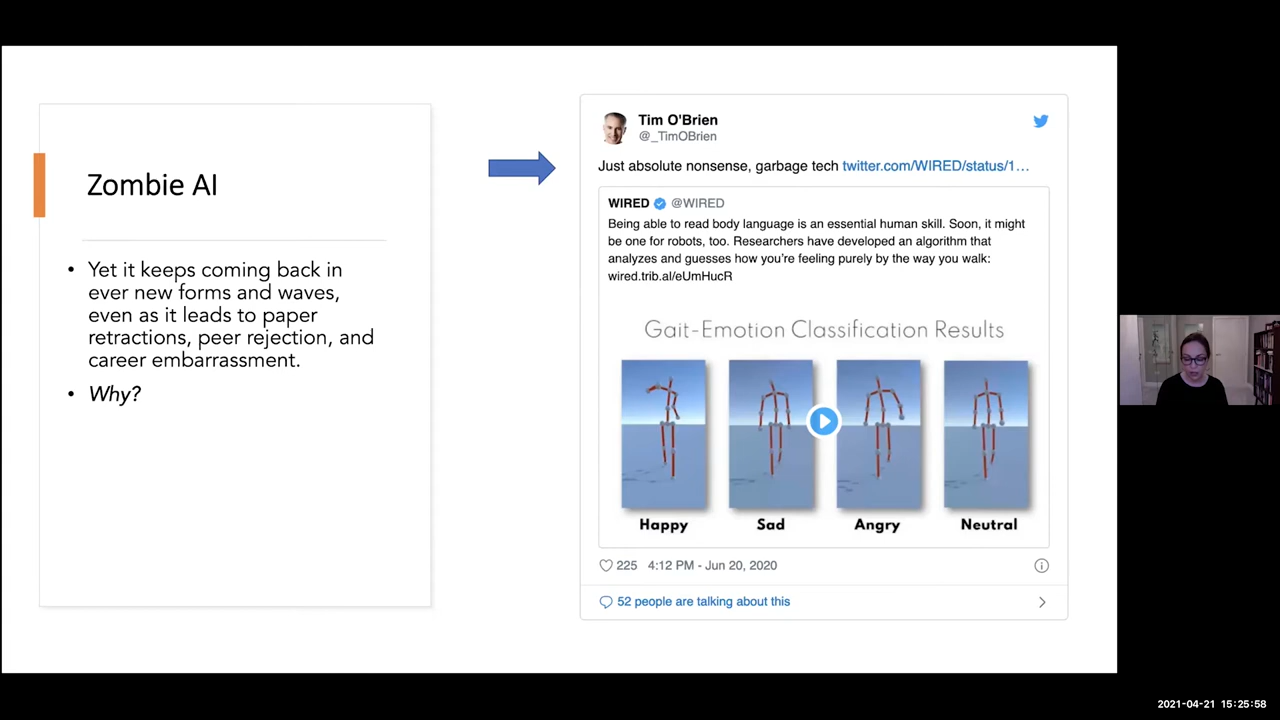 Zombie AI
• Yet it keeps coming back in
ever new forms and waves,
even as it leads to paper
retractions, peer rejection, and
career embarrassment.
• Why?
Tim O'Brien
@_TimOBrien
Just absolute nonsense, garbage tech twitter.com/WIRED/status/1…
WIRED @WIRED
Being able to read body language is an essential human skill. Soon, it might
be one for robots, too. Researchers have developed an algorithm that
analyzes and guesses how you're feeling purely by the way you walk:
wired.trib.al/eUmHucR
Gait-Emotion Classification Results
Happy Sad Angry Neutral
225 4:12 PM - Jun 20, 2020
52 people are talking about this
2021-04-21 15:25:58